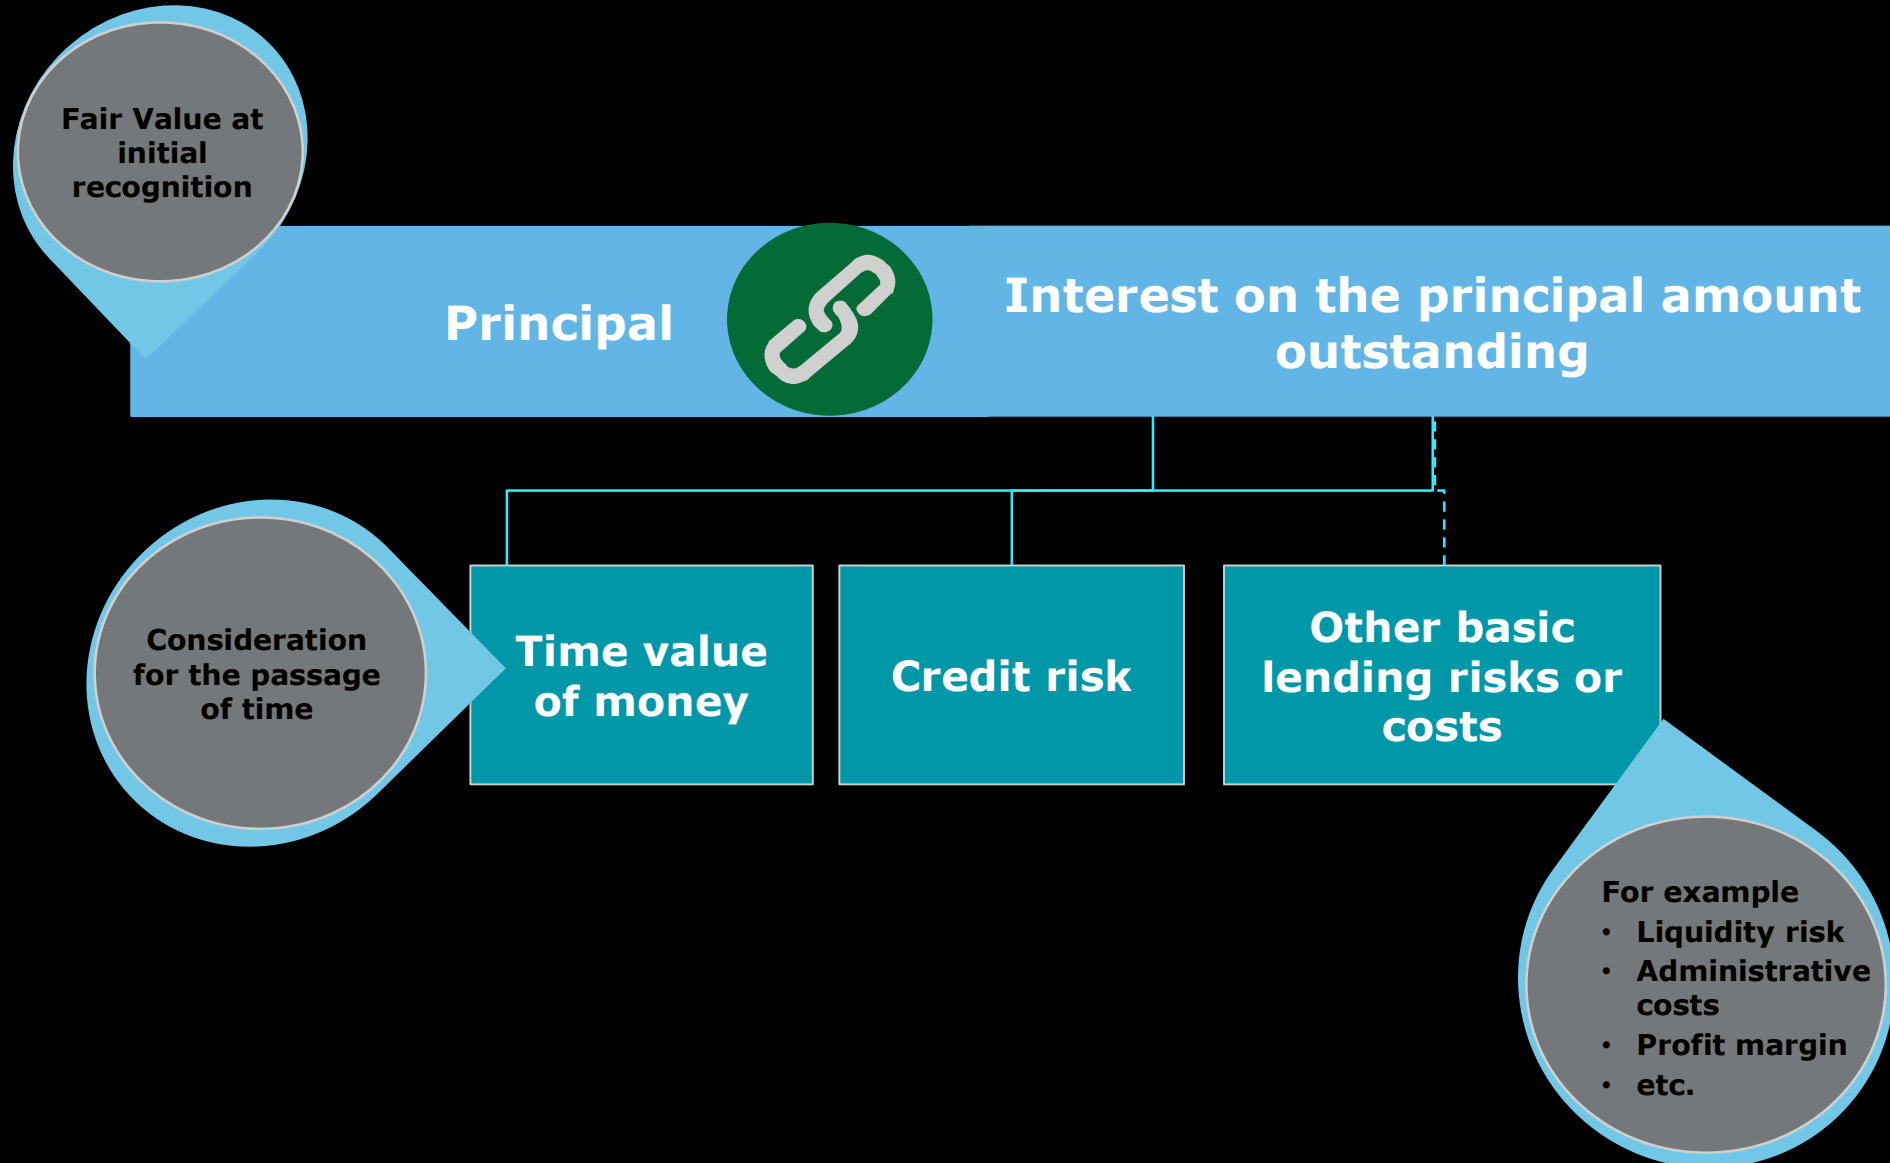 Fair Value at
initial
recognition
Principal
Interest on the principal amount
outstanding
Consideration
for the passage
of time
Time value
of money
Credit risk
Other basic
lending risks or
costs
For example
• Liquidity risk
• Administrative
costs
• Profit margin
• etc.